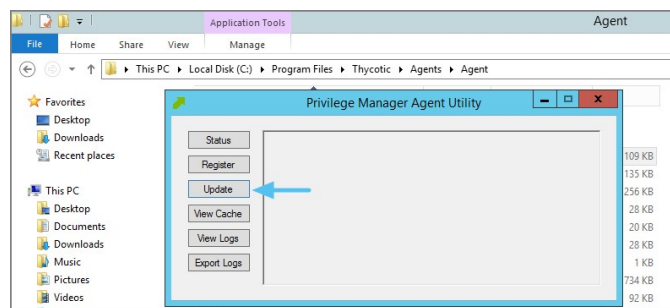 Application Tools
Agent
File
Home
Share
View
Manage
This PC
Local Disk (C:)
Program Files
Thycotic
Agents
Agent
Favorites
Desktop
Downloads
Recent places
This PC
Desktop
Documents
Downloads
Music
Pictures
Videos
Privilege Manager Agent Utility
Status
Register
Update
View Cache
View Logs
Export Logs
109 KB
135 KB
256 KB
28 KB
20 KB
28 KB
1 KB
734 KB
92 KB